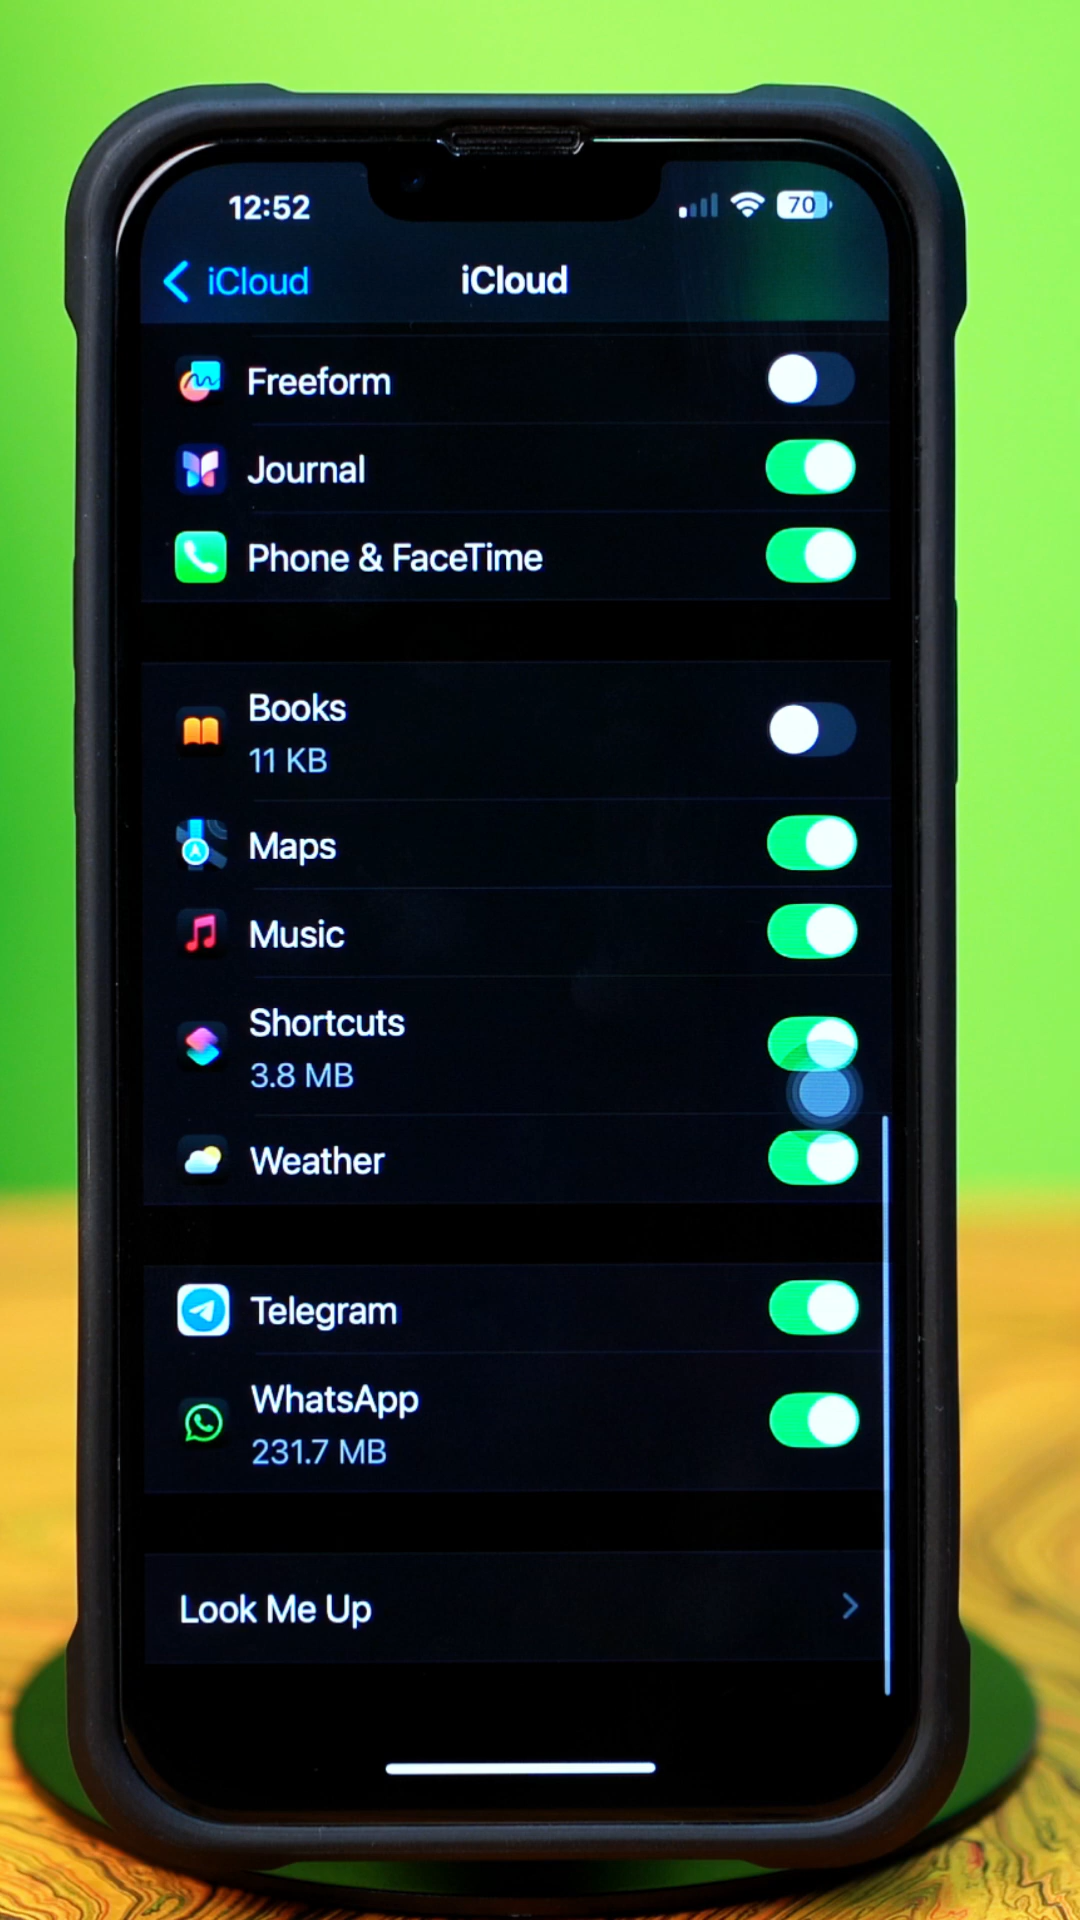 12:52
70
iCloud
iCloud
Freeform
Journal
Phone & FaceTime
Books
11 KB
Maps
Music
Shortcuts
3.8 MB
Weather
Telegram
WhatsApp
231.7 MB
Look Me Up